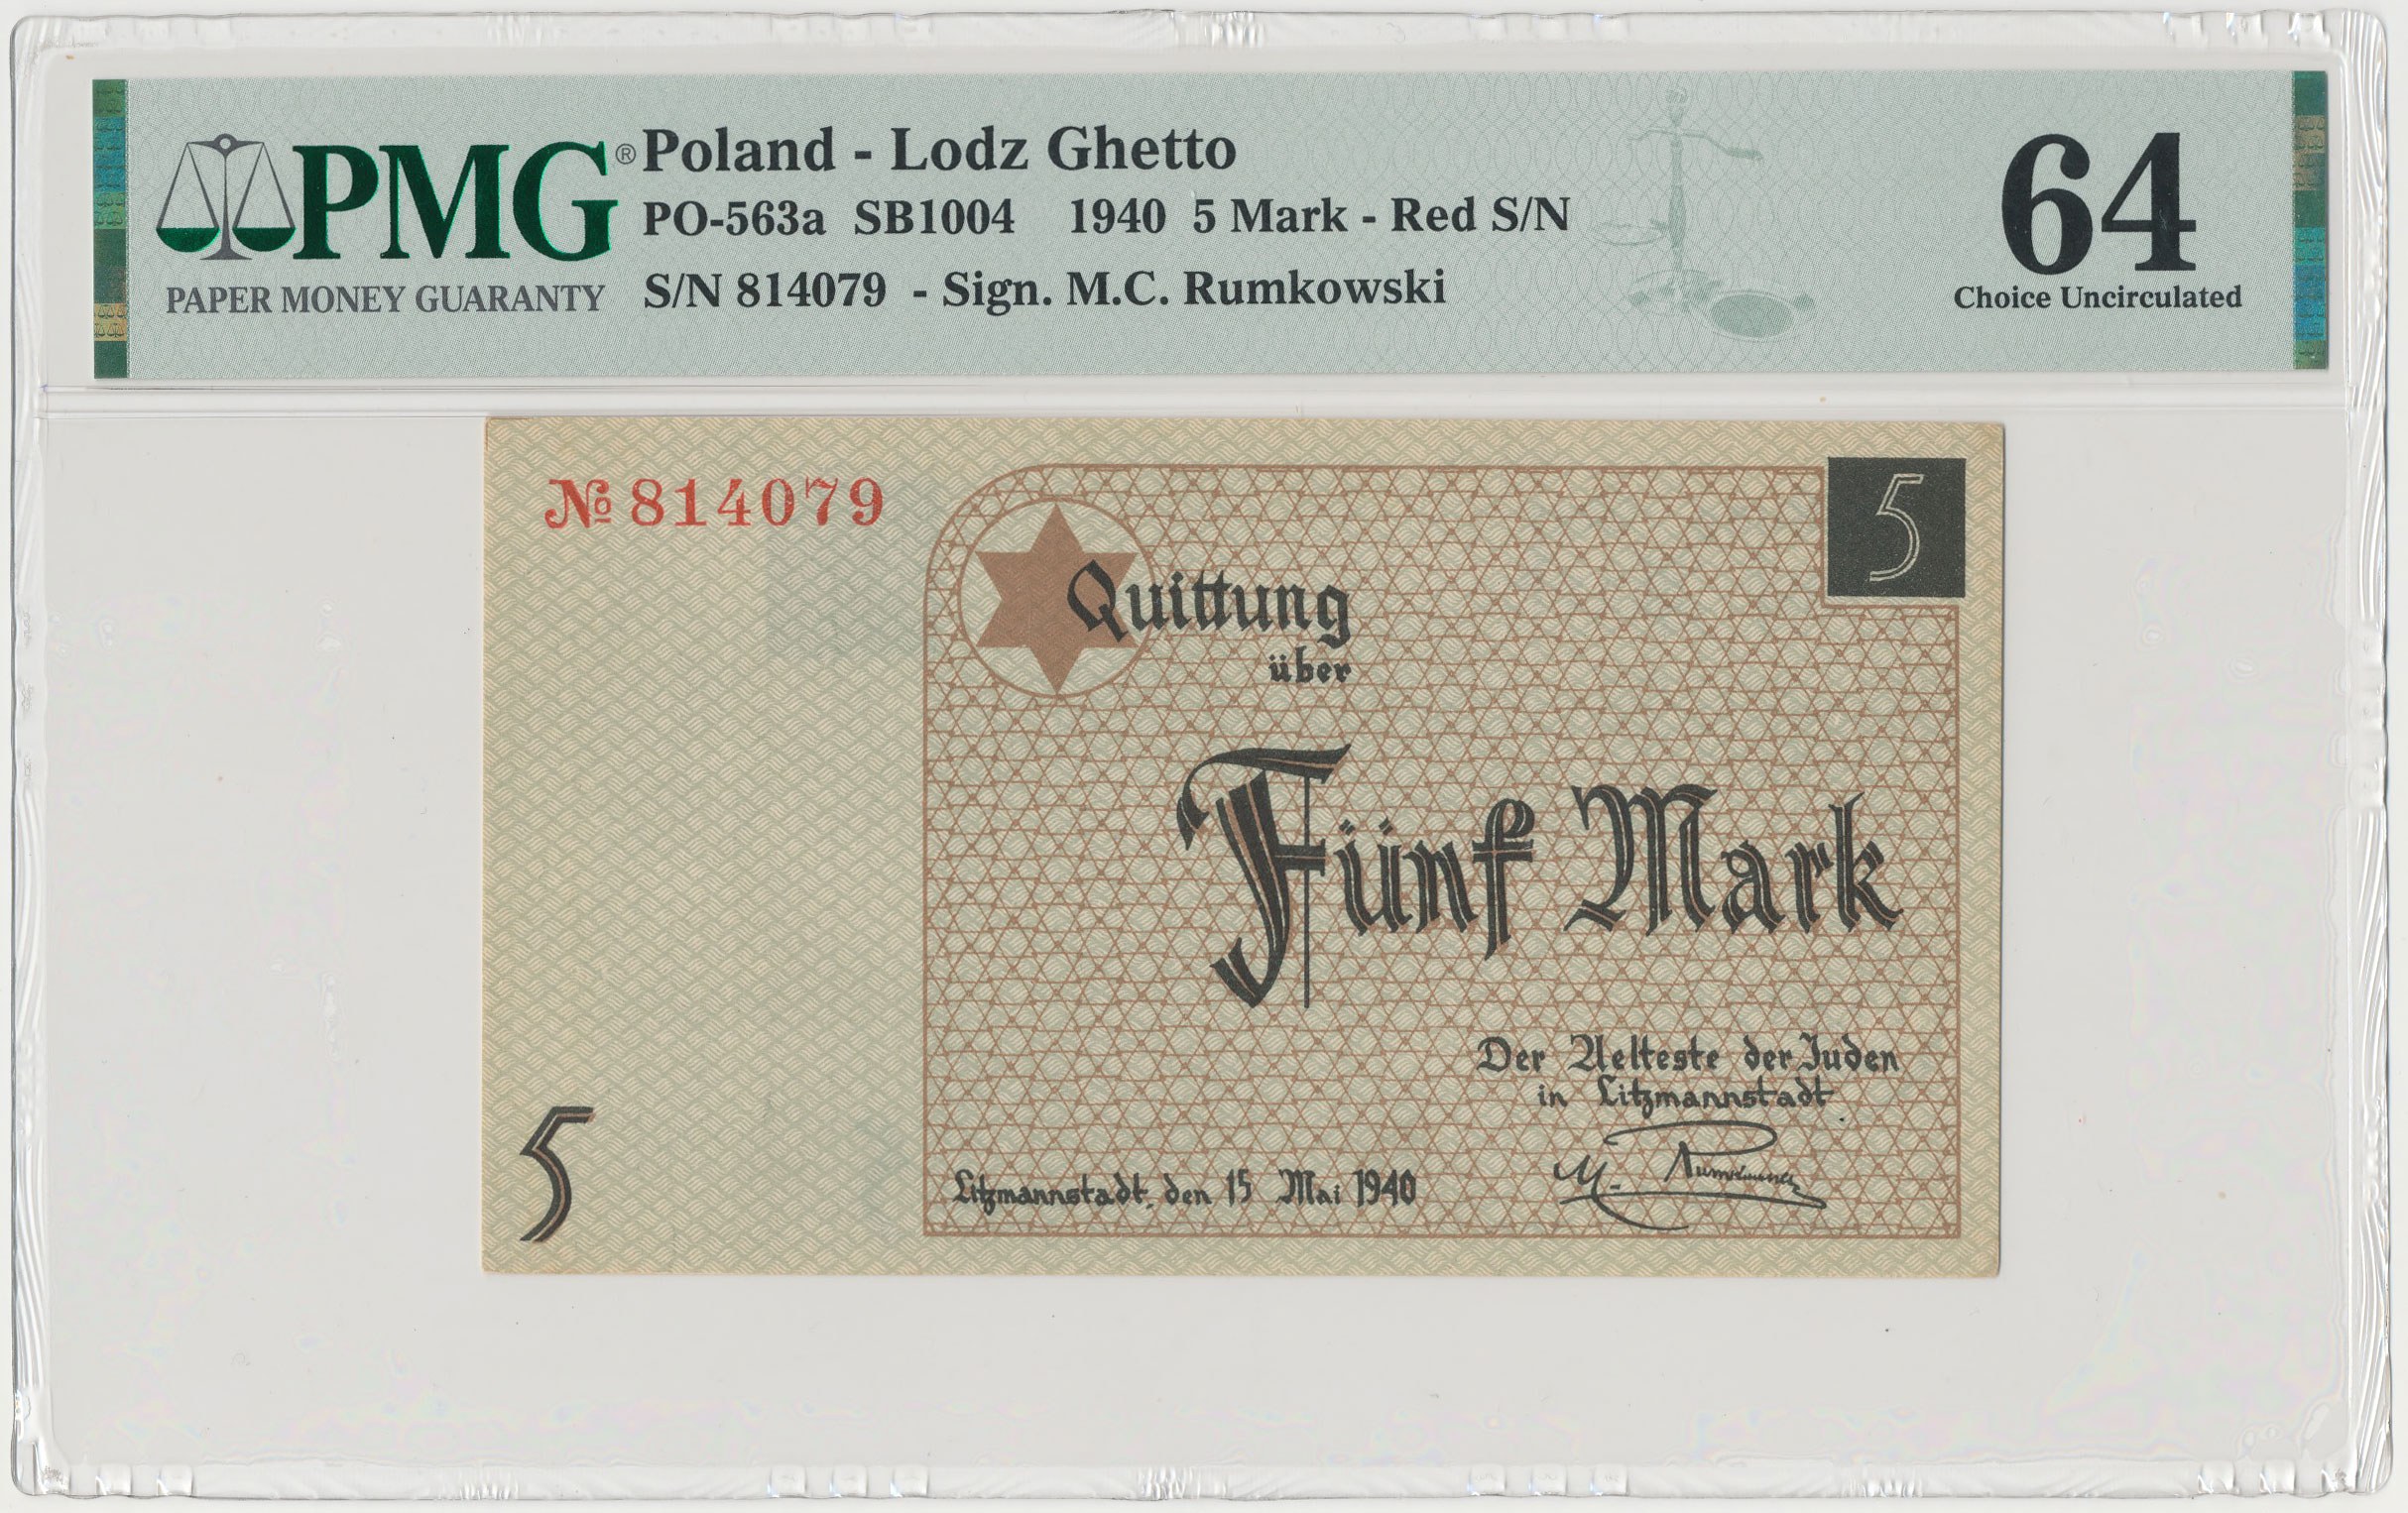 PMG®
PAPER MONEY GUARANTY
Poland - Lodz Ghetto
PO-563a SB1004 1940 5 Mark - Red S/N
S/N 814079 - Sign. M.C. Rumkowski
64
Choice Uncirculated
№ 814079
5
Quittung
über
Fünf Mark
Der Aelteste der Juden
in Litzmannstadt
M. Rumkowski
Litzmannstadt, den 15 Mai 1940
5